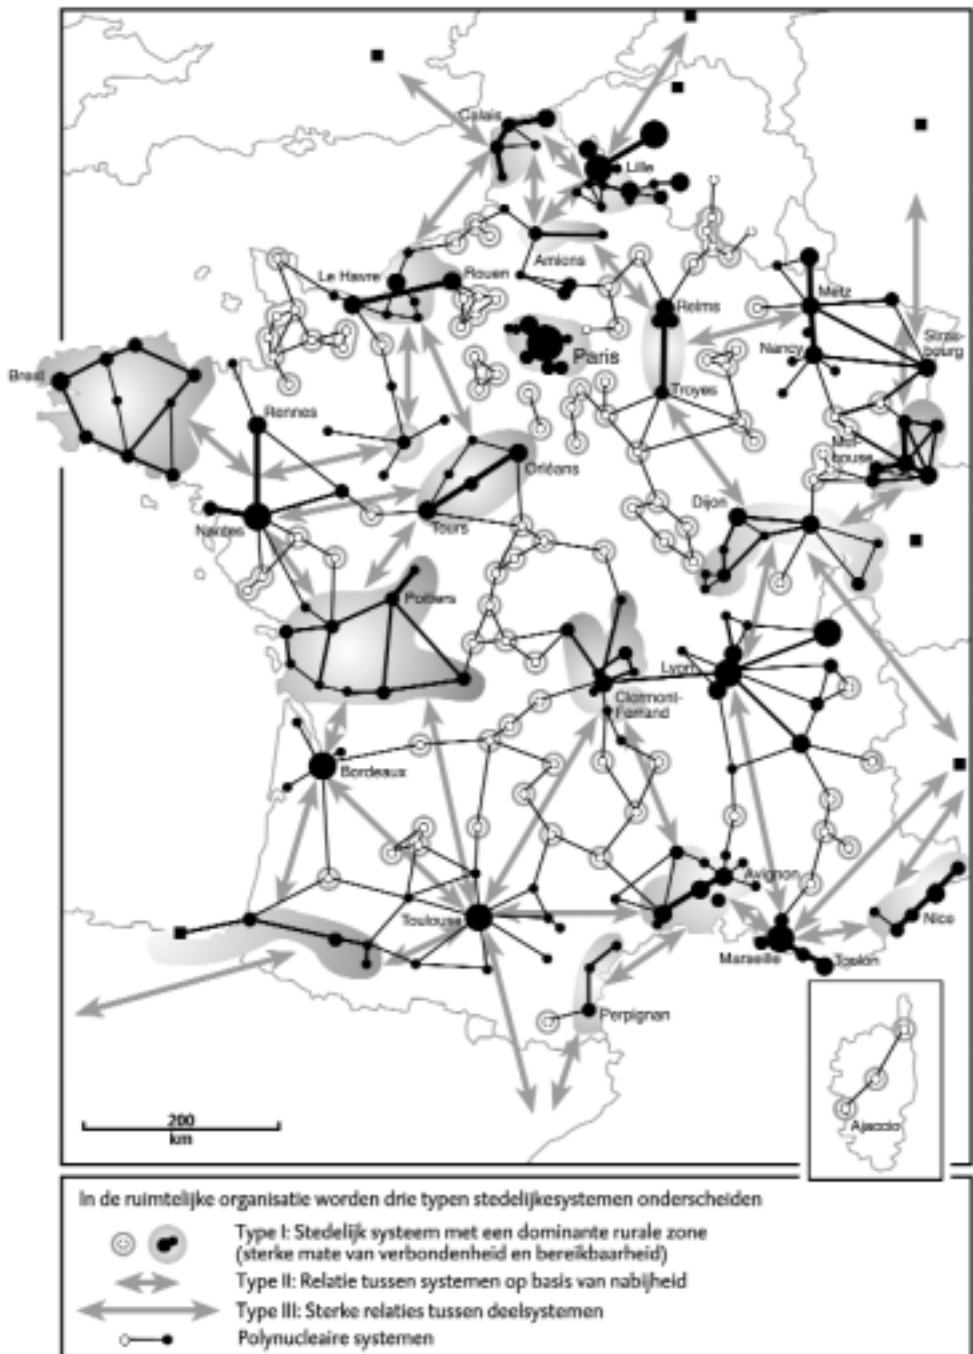 Calais
Lille
Amions
Le Havre
Rouen
Reims
Metz
Paris
Nancy
Stras-
bourg
Brest
Rennes
Troyes
Mul-
house
Orléans
Dijon
Nantes
Tours
Poitiers
Lyon
Clermont-
Ferrand
Bordeaux
Avignon
Toulouse
Nice
Marseille
Toulon
Perpignan
Ajaccio
200
km
In de ruimtelijke organisatie worden drie typen stedelijkesystemen onderscheiden
Type I: Stedelijk systeem met een dominante rurale zone
(sterke mate van verbondenheid en bereikbaarheid)
Type II: Relatie tussen systemen op basis van nabijheid
Type III: Sterke relaties tussen deelsystemen
Polynucleaire systemen